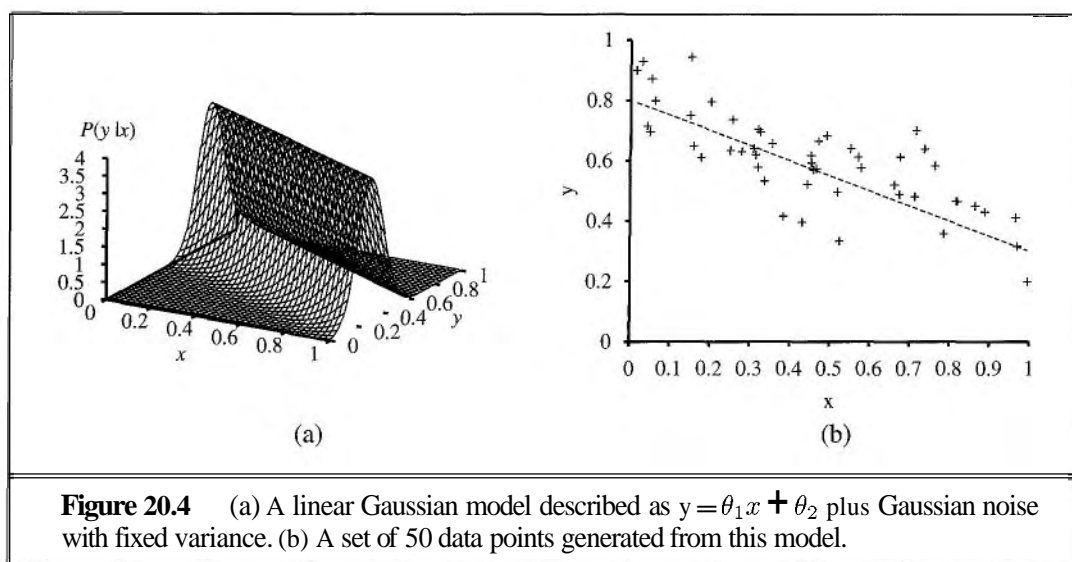 (a)
P(y |x)
4
3.5
3
2.5
2
1.5
1
0.5
0
0 0.2 0.4 0.6 0.8 1
x
0 0.2 0.4 0.6 0.8 1
y
(a)
(b)
1
0.8
0.6
0.4
0.2
0
y
0 0.1 0.2 0.3 0.4 0.5 0.6 0.7 0.8 0.9 1
x
(b)
Figure 20.4 (a) A linear Gaussian model described as y = θ₁x + θ₂ plus Gaussian noise
with fixed variance. (b) A set of 50 data points generated from this model.